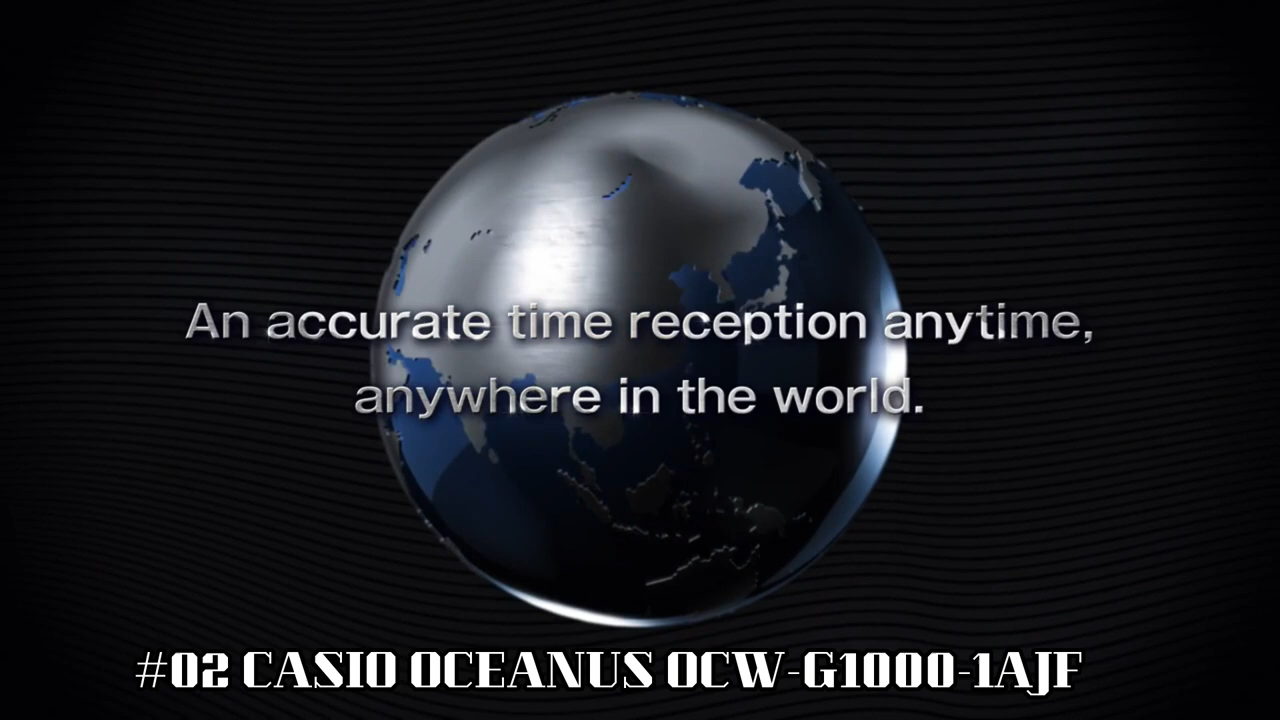 An accurate time reception anytime,
anywhere in the world.
#02 CASIO OCEANUS OCW-G1000-1AJF